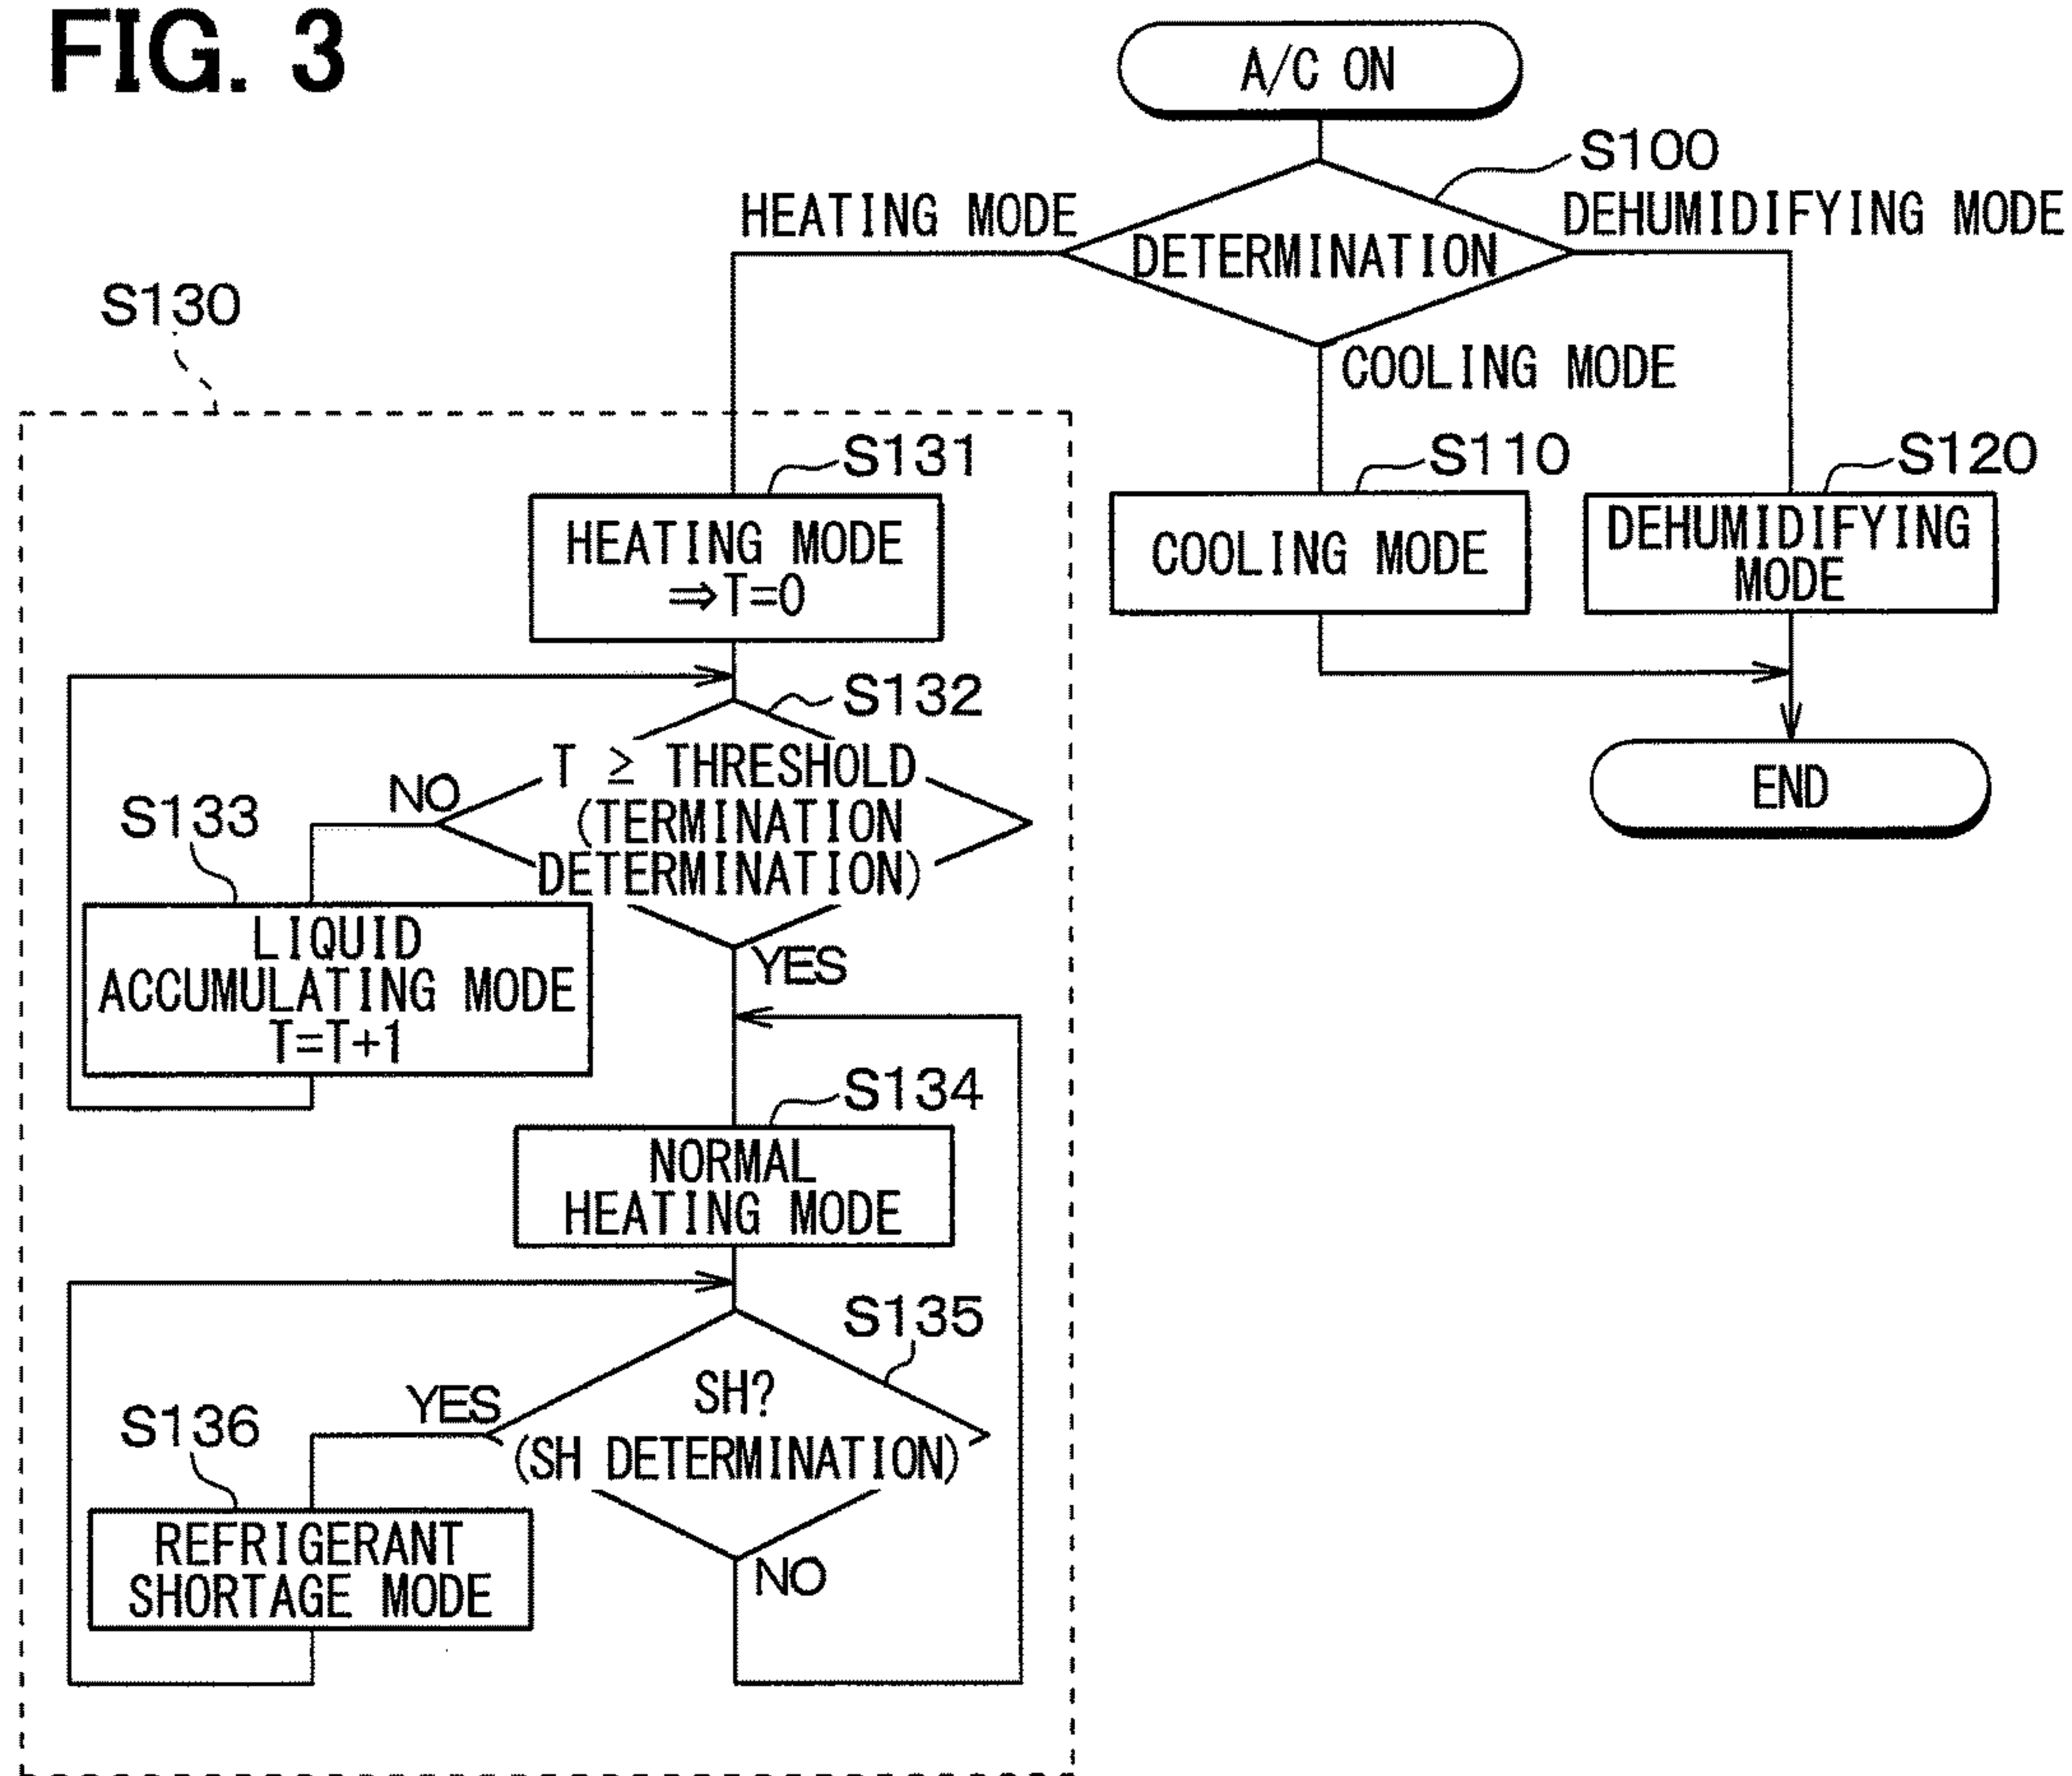 FIG. 3
A/C ON
S100
HEATING MODE
DEHUMIDIFYING MODE
DETERMINATION
S130
COOLING MODE
S131
S110
S120
HEATING MODE
⇒T=0
COOLING MODE
DEHUMIDIFYING
MODE
S132
T ≥ THRESHOLD
(TERMINATION
DETERMINATION)
NO
END
S133
YES
LIQUID
ACCUMULATING MODE
T=T+1
S134
NORMAL
HEATING MODE
S135
SH?
(SH DETERMINATION)
YES
S136
NO
REFRIGERANT
SHORTAGE MODE